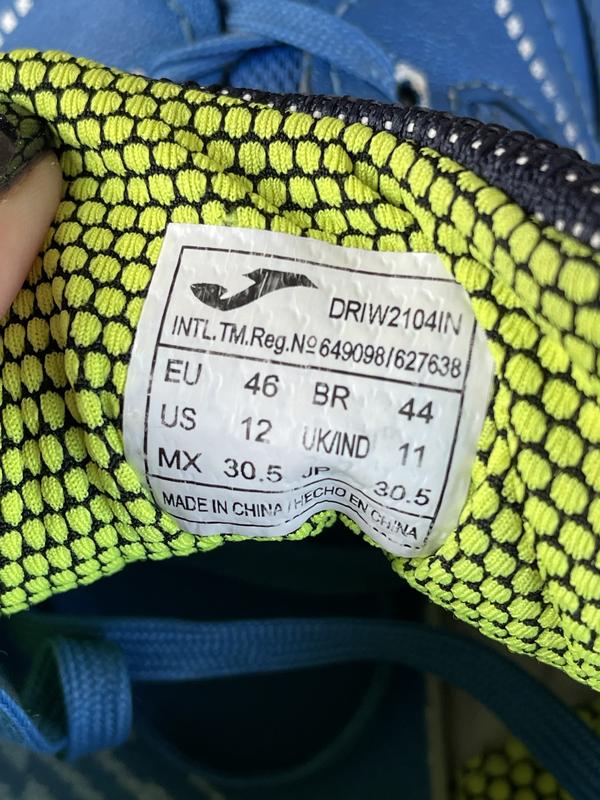 DRIW2104IN
INTL.TM.Reg.Nº649098/627638
EU 46 BR 44
US 12 UK/IND 11
MX 30.5 JP 30.5
MADE IN CHINA / HECHO EN CHINA